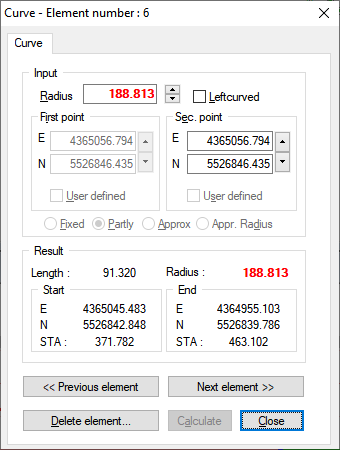 Curve - Element number : 6
Curve
Input
Radius 188.813 Leftcurved
First point Sec. point
E 4365056.794 E 4365056.794
N 5526846.435 N 5526846.435
User defined User defined
Fixed Partly Approx Appr. Radius
Result
Length : 91.320 Radius : 188.813
Start End
E 4365045.483 E 4364955.103
N 5526842.848 N 5526839.786
STA : 371.782 STA : 463.102
<< Previous element Next element >>
Delete element... Calculate Close